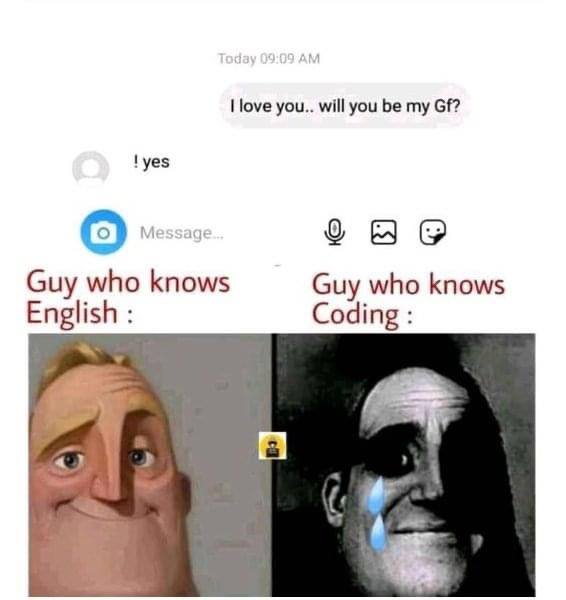 Today 09:09 AM
I love you.. will you be my Gf?
! yes
Message...
Guy who knows
English :
Guy who knows
Coding :